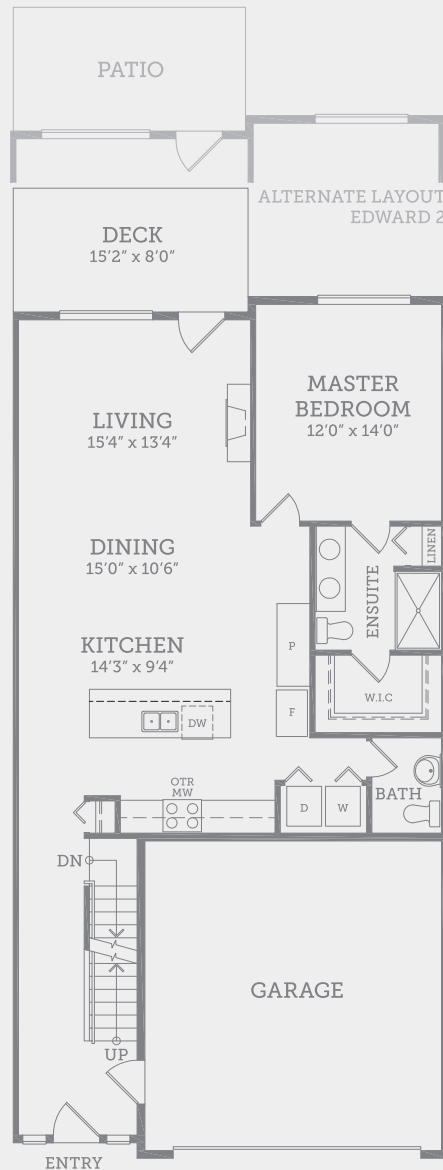 PATIO
ALTERNATE LAYOUT
EDWARD 2
DECK
15'2" x 8'0"
MASTER
BEDROOM
12'0" x 14'0"
LIVING
15'4" x 13'4"
DINING
15'0" x 10'6"
LINEN
ENSUITE
KITCHEN
14'3" x 9'4"
P
W.I.C
F
DW
OTR
MW
D
W
BATH
DN
GARAGE
UP
ENTRY